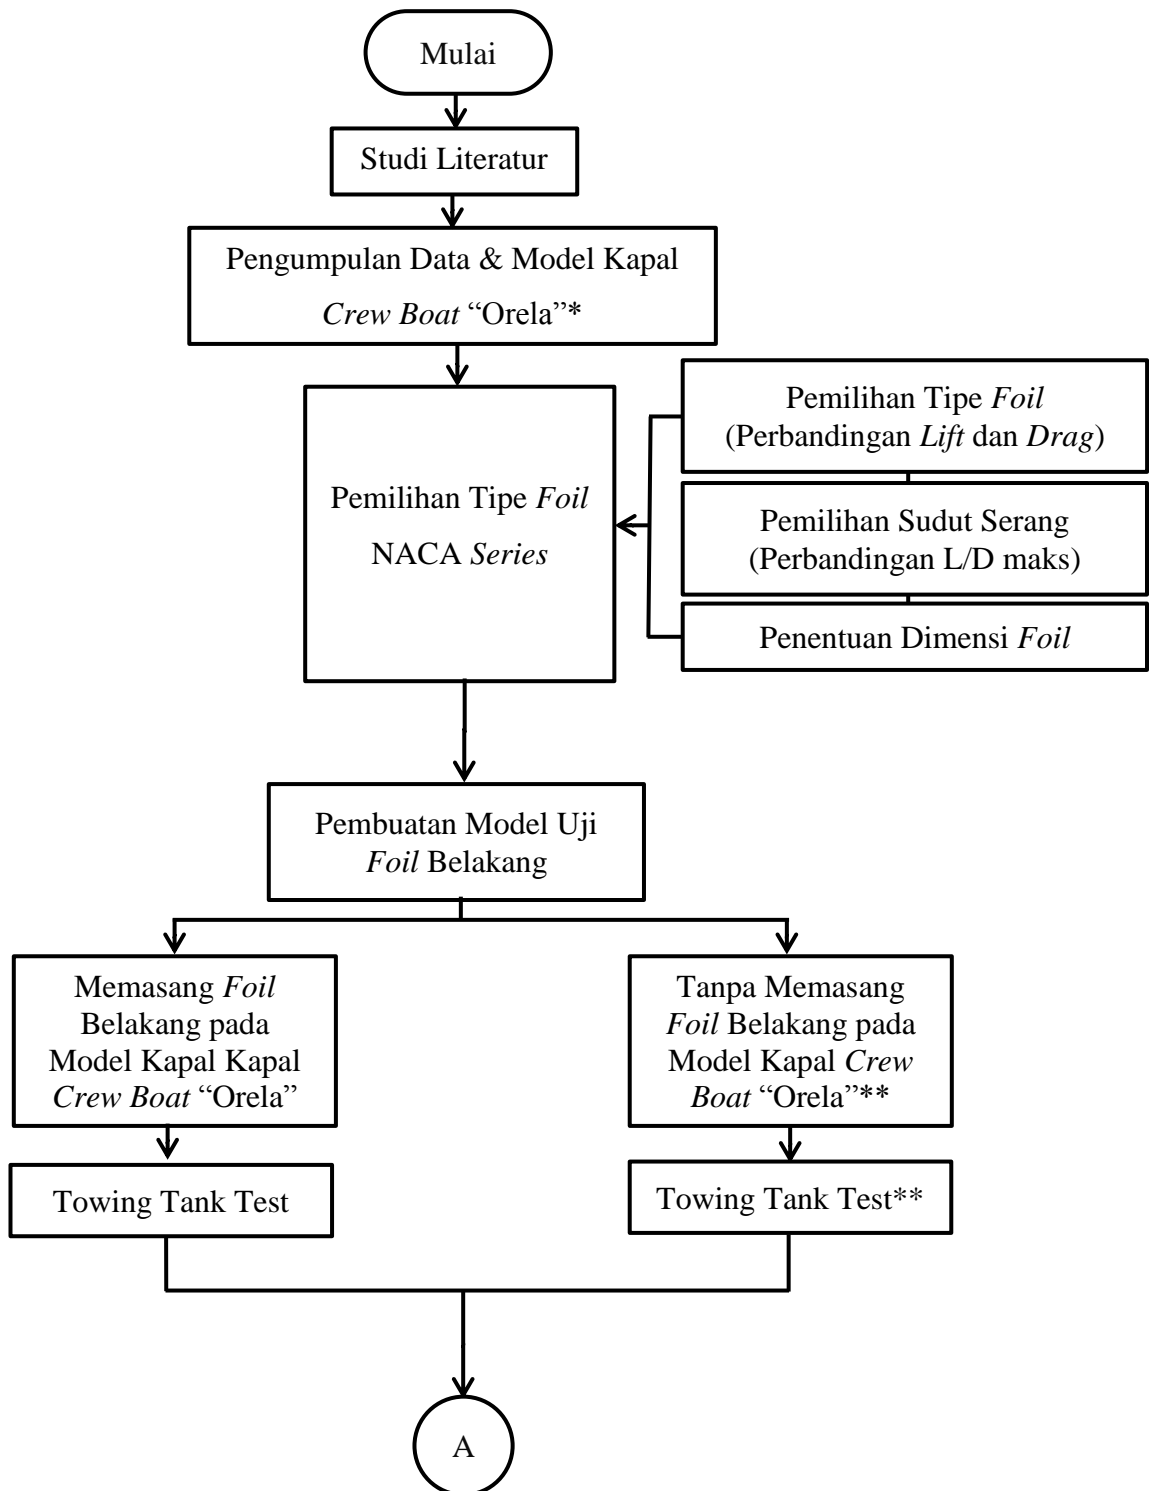 Mulai
Studi Literatur
Pengumpulan Data & Model Kapal
Crew Boat “Orela”*
Pemilihan Tipe Foil
NACA Series
Pemilihan Tipe Foil
(Perbandingan Lift dan Drag)
Pemilihan Sudut Serang
(Perbandingan L/D maks)
Penentuan Dimensi Foil
Pembuatan Model Uji
Foil Belakang
Memasang Foil
Belakang pada
Model Kapal Kapal
Crew Boat “Orela”
Tanpa Memasang
Foil Belakang pada
Model Kapal Crew
Boat “Orela”**
Towing Tank Test
Towing Tank Test**
A